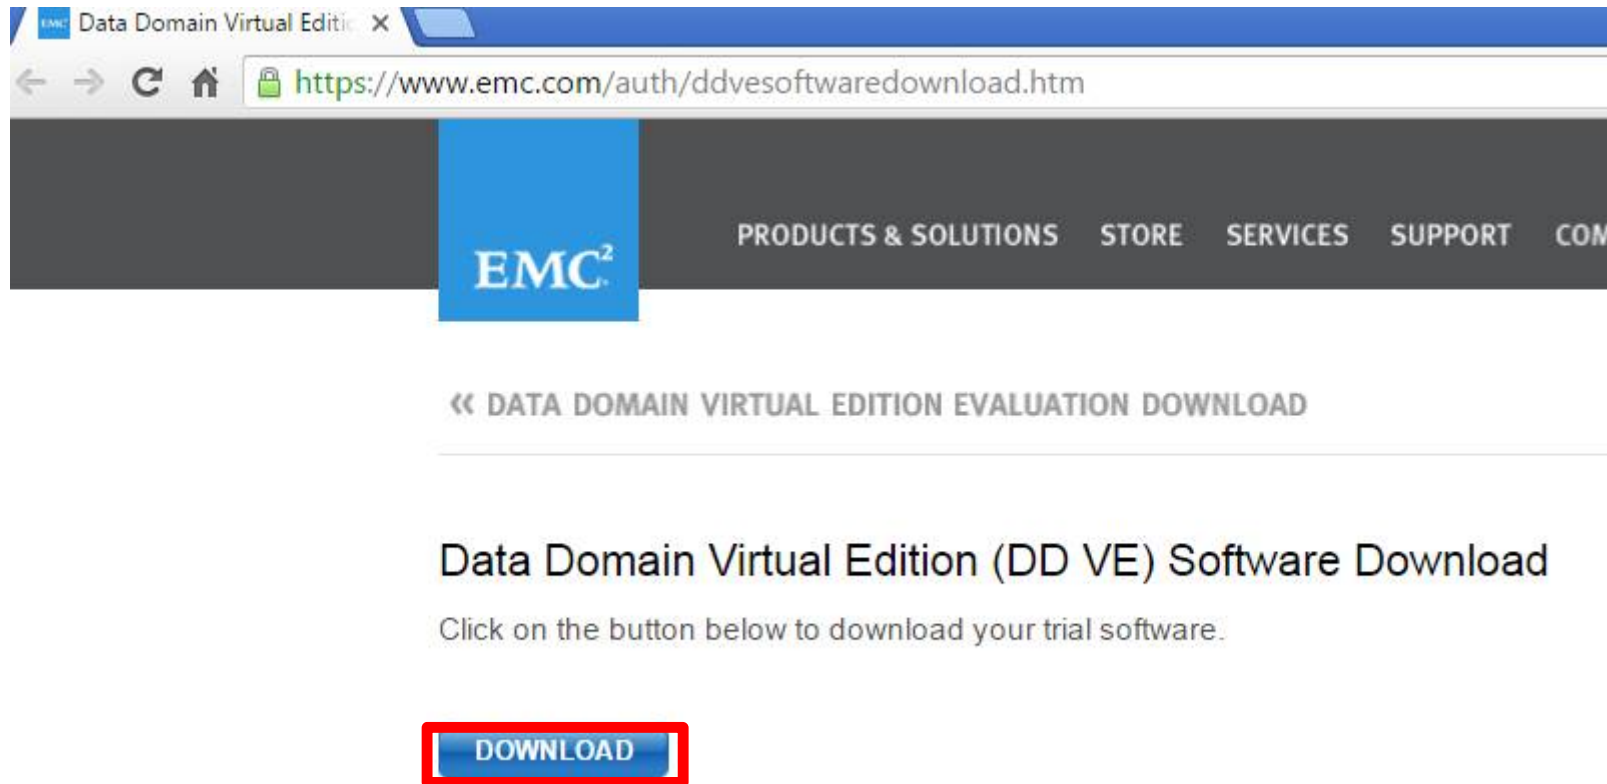 Data Domain Virtual Editi
https://www.emc.com/auth/ddvesoftwaredownload.htm
EMC²
PRODUCTS & SOLUTIONS STORE SERVICES SUPPORT COM
« DATA DOMAIN VIRTUAL EDITION EVALUATION DOWNLOAD
Data Domain Virtual Edition (DD VE) Software Download
Click on the button below to download your trial software.
DOWNLOAD